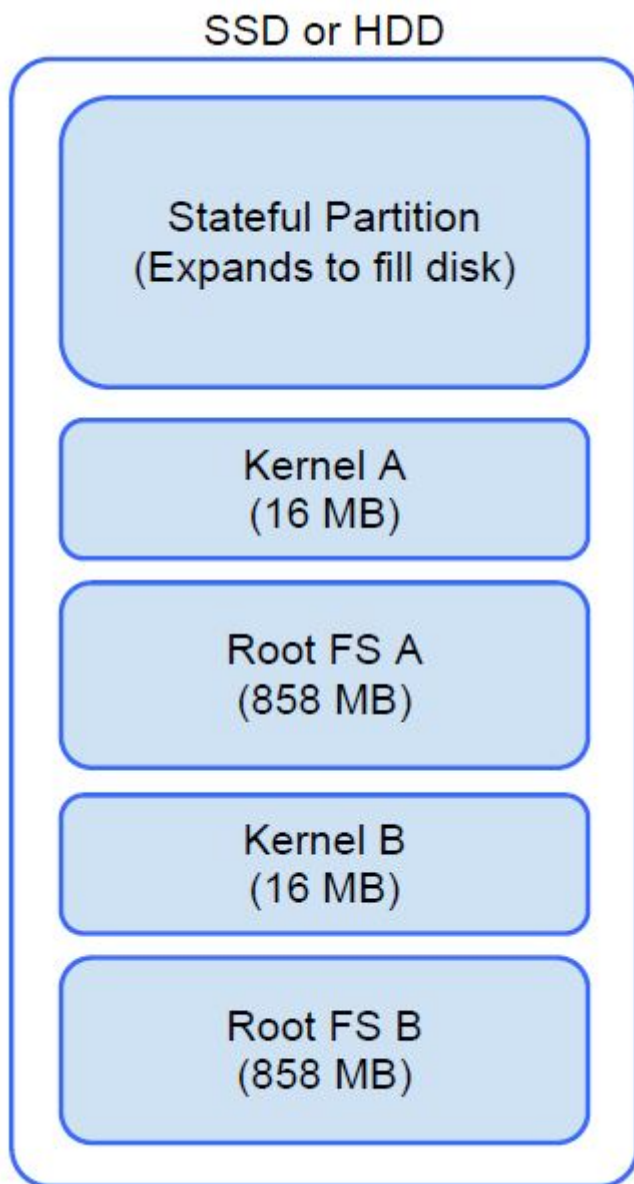 SSD or HDD
Stateful Partition
(Expands to fill disk)
Kernel A
(16 MB)
Root FS A
(858 MB)
Kernel B
(16 MB)
Root FS B
(858 MB)